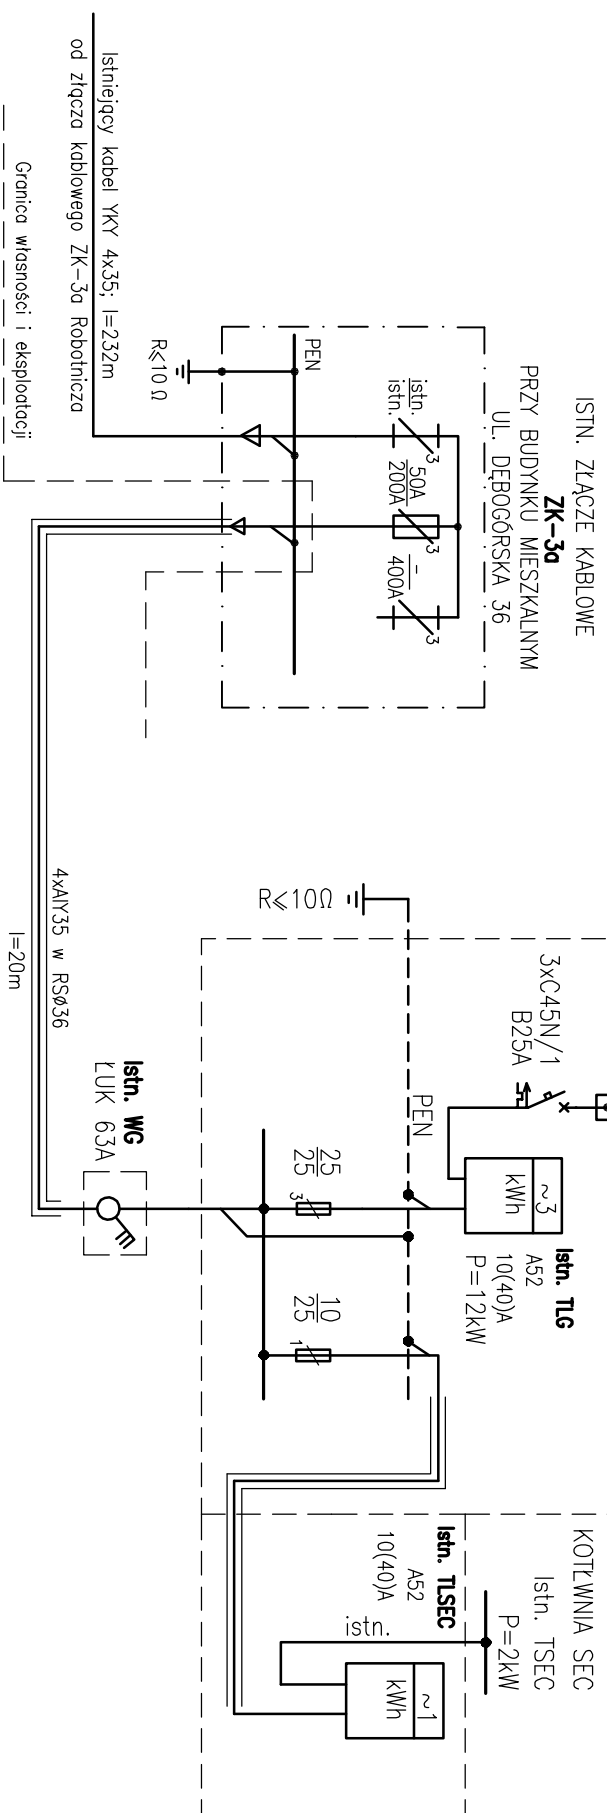 Istniejący kabel YKY 4x35; l=232m
od złącza kablowego ZK-3a Robotnicza
Granica własności i eksploatacji
ISTN. ZŁĄCZE KABLOWE
ZK-3a
PRZY BUDYNKU MIESZKALNYM
UL. DĘBOGÓRSKA 36
PEN
R⩽10 Ω
istn.
istn.
3
50A
200A
3
–
400A
3
4xAlY35 w RSø36
l=20m
R⩽10Ω
3xC45N/1
B25A
PEN
Istn. WG
ŁUK 63A
25
25
3
10
25
1
~3
kWh
Istn. TLG
A52
10(40)A
P=12kW
KOTŁWNIA SEC
Istn. TSEC
P=2kW
Istn. TLSEC
A52
10(40)A
istn.
~1
kWh